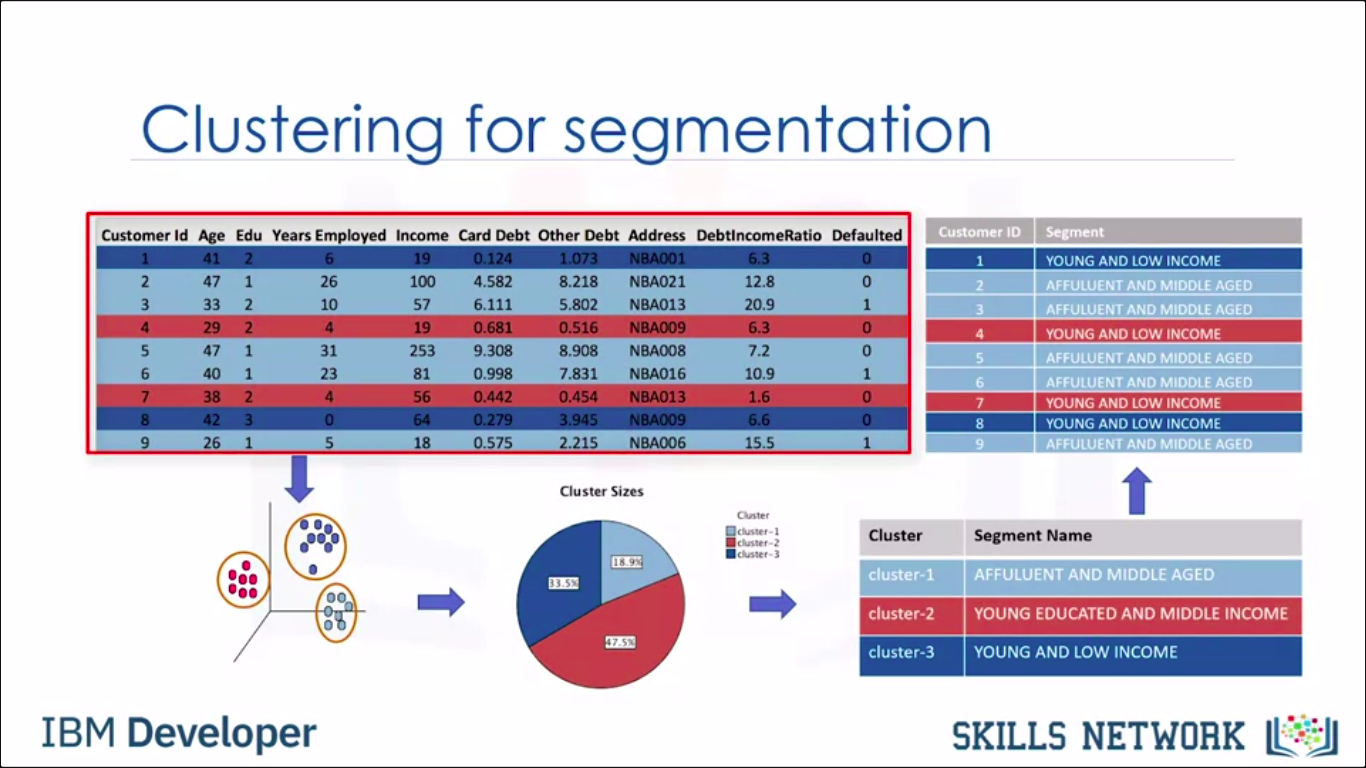 Clustering for segmentation
Customer Id Age Edu Years Employed Income Card Debt Other Debt Address DebtIncomeRatio Defaulted
1 41 2 6 19 0.124 1.073 NBA001 6.3 0
2 47 1 26 100 4.582 8.218 NBA021 12.8 0
3 33 2 10 57 6.111 5.802 NBA013 20.9 1
4 29 2 4 19 0.681 0.516 NBA009 6.3 0
5 47 1 31 253 9.308 8.908 NBA008 7.2 0
6 40 1 23 81 0.998 7.831 NBA016 10.9 1
7 38 2 4 56 0.442 0.454 NBA013 1.6 0
8 42 3 0 64 0.279 3.945 NBA009 6.6 0
9 26 1 5 18 0.575 2.215 NBA006 15.5 1
Customer ID Segment
1 YOUNG AND LOW INCOME
2 AFFULUENT AND MIDDLE AGED
3 AFFULUENT AND MIDDLE AGED
4 YOUNG AND LOW INCOME
5 AFFULUENT AND MIDDLE AGED
6 AFFULUENT AND MIDDLE AGED
7 YOUNG AND LOW INCOME
8 YOUNG AND LOW INCOME
9 AFFULUENT AND MIDDLE AGED
Cluster Sizes
Cluster
cluster-1
cluster-2
cluster-3
18.9%
33.5%
47.5%
Cluster Segment Name
cluster-1 AFFULUENT AND MIDDLE AGED
cluster-2 YOUNG EDUCATED AND MIDDLE INCOME
cluster-3 YOUNG AND LOW INCOME
IBM Developer
SKILLS NETWORK